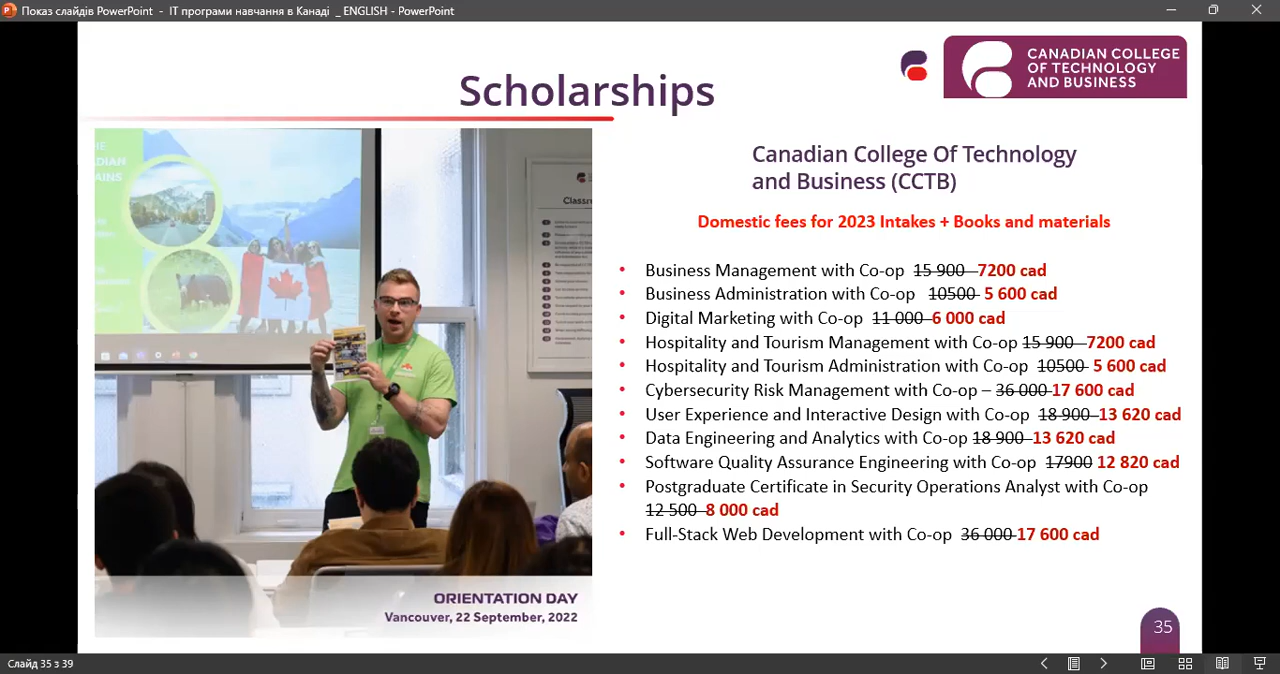 Показ слайдів PowerPoint - ІТ програми навчання в Канаді _ ENGLISH - PowerPoint
CANADIAN COLLEGE
OF TECHNOLOGY
AND BUSINESS
Scholarships
Canadian College Of Technology
and Business (CCTB)
Domestic fees for 2023 Intakes + Books and materials
• Business Management with Co-op 15 900 7200 cad
• Business Administration with Co-op 10500 5 600 cad
• Digital Marketing with Co-op 11 000 6 000 cad
• Hospitality and Tourism Management with Co-op 15 900 7200 cad
• Hospitality and Tourism Administration with Co-op 10500 5 600 cad
• Cybersecurity Risk Management with Co-op – 36 000 17 600 cad
• User Experience and Interactive Design with Co-op 18 900 13 620 cad
• Data Engineering and Analytics with Co-op 18 900 13 620 cad
• Software Quality Assurance Engineering with Co-op 17900 12 820 cad
• Postgraduate Certificate in Security Operations Analyst with Co-op
12 500 8 000 cad
• Full-Stack Web Development with Co-op 36 000 17 600 cad
ORIENTATION DAY
Vancouver, 22 September, 2022
35
Слайд 35 з 39